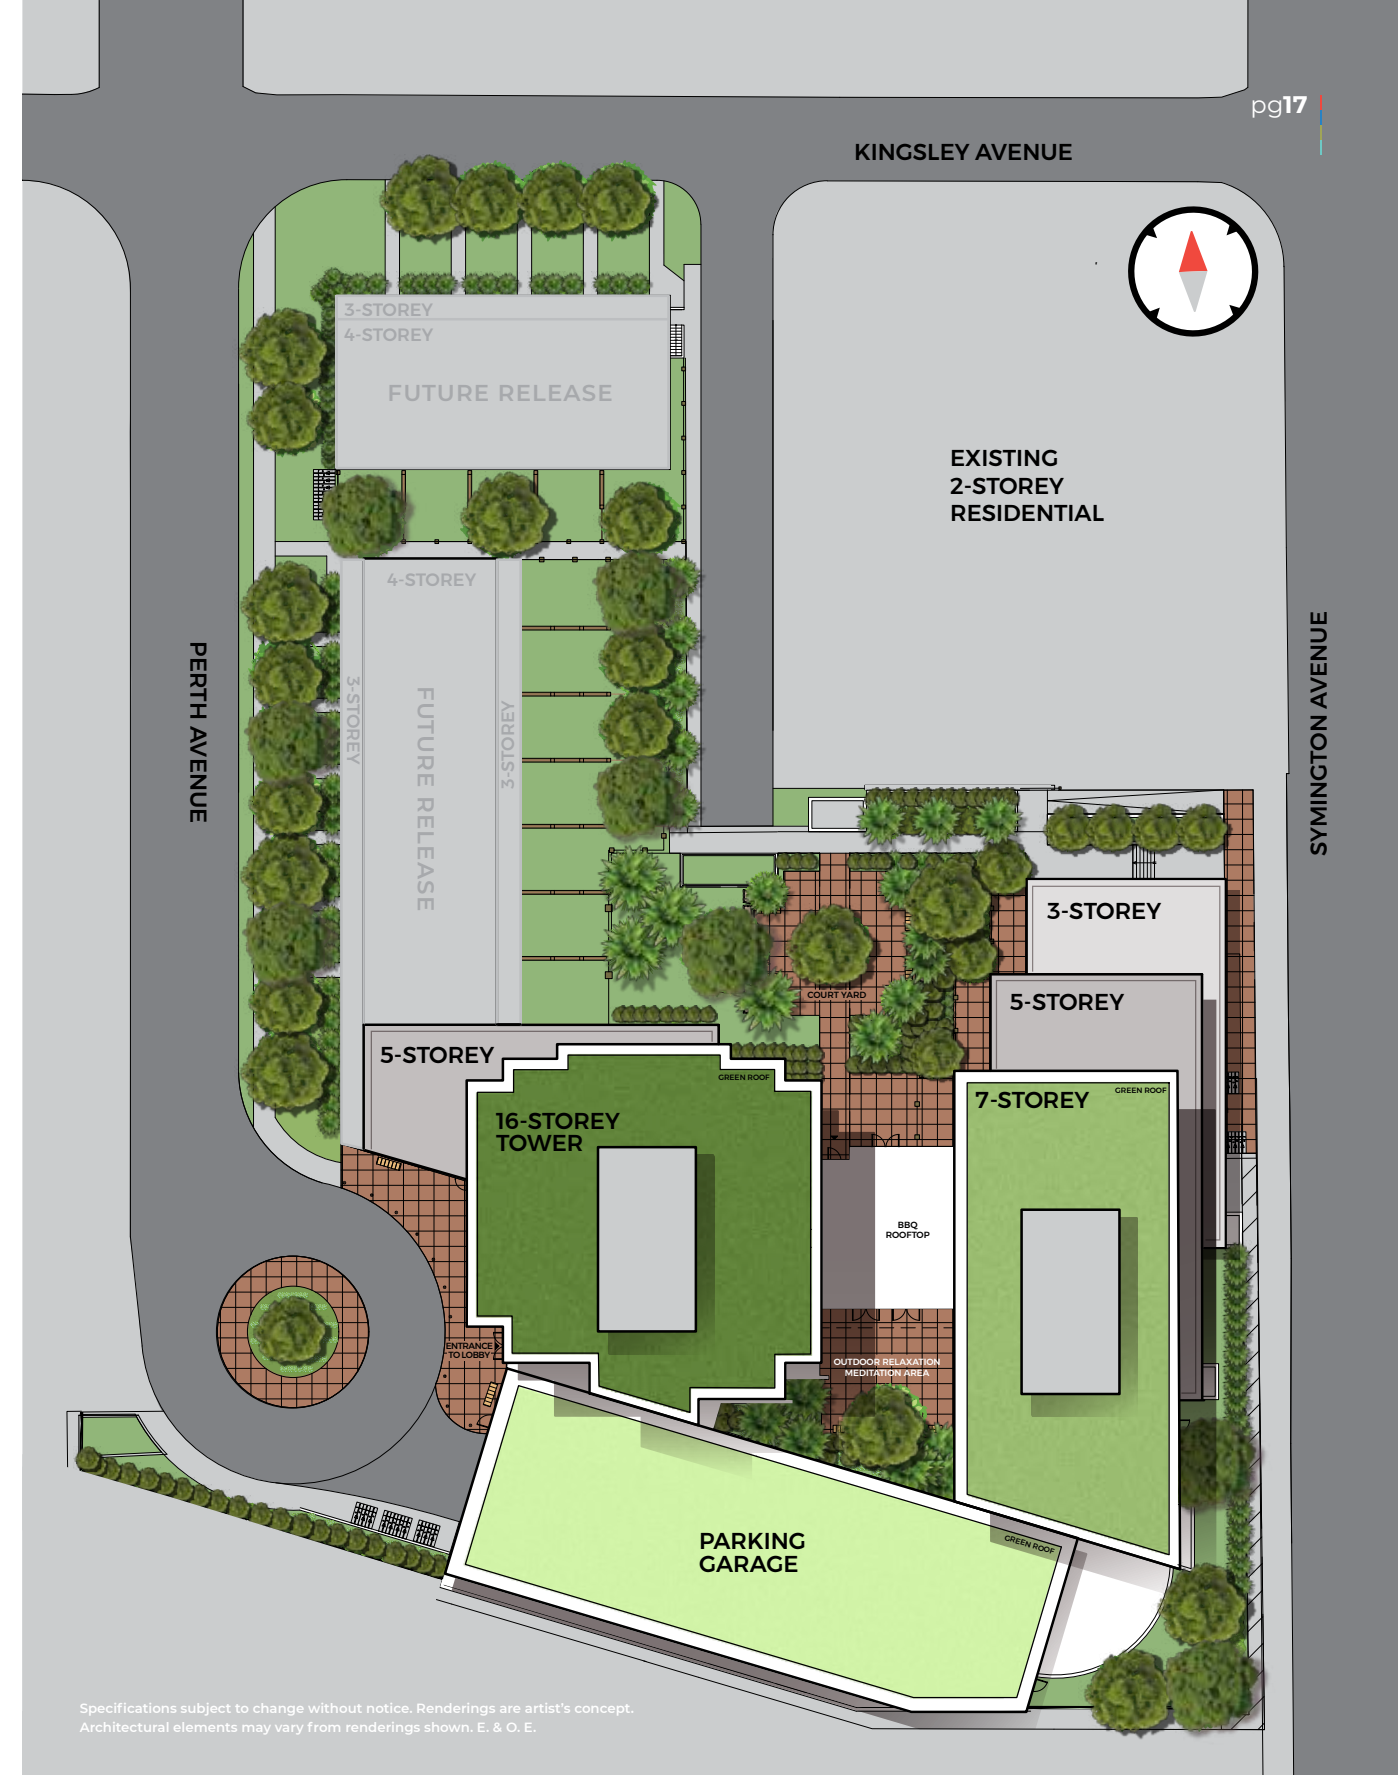 pg17
KINGSLEY AVENUE
3-STOREY
4-STOREY
FUTURE RELEASE
EXISTING
2-STOREY
RESIDENTIAL
4-STOREY
PERTH AVENUE
3-STOREY
FUTURE RELEASE
3-STOREY
SYMINGTON AVENUE
3-STOREY
COURT YARD
5-STOREY
5-STOREY
GREEN ROOF
16-STOREY
TOWER
7-STOREY
GREEN ROOF
BBQ
ROOFTOP
ENTRANCE
TO LOBBY
OUTDOOR RELAXATION
MEDITATION AREA
PARKING
GARAGE
GREEN ROOF
Specifications subject to change without notice. Renderings are artist's concept.
Architectural elements may vary from renderings shown. E. & O. E.